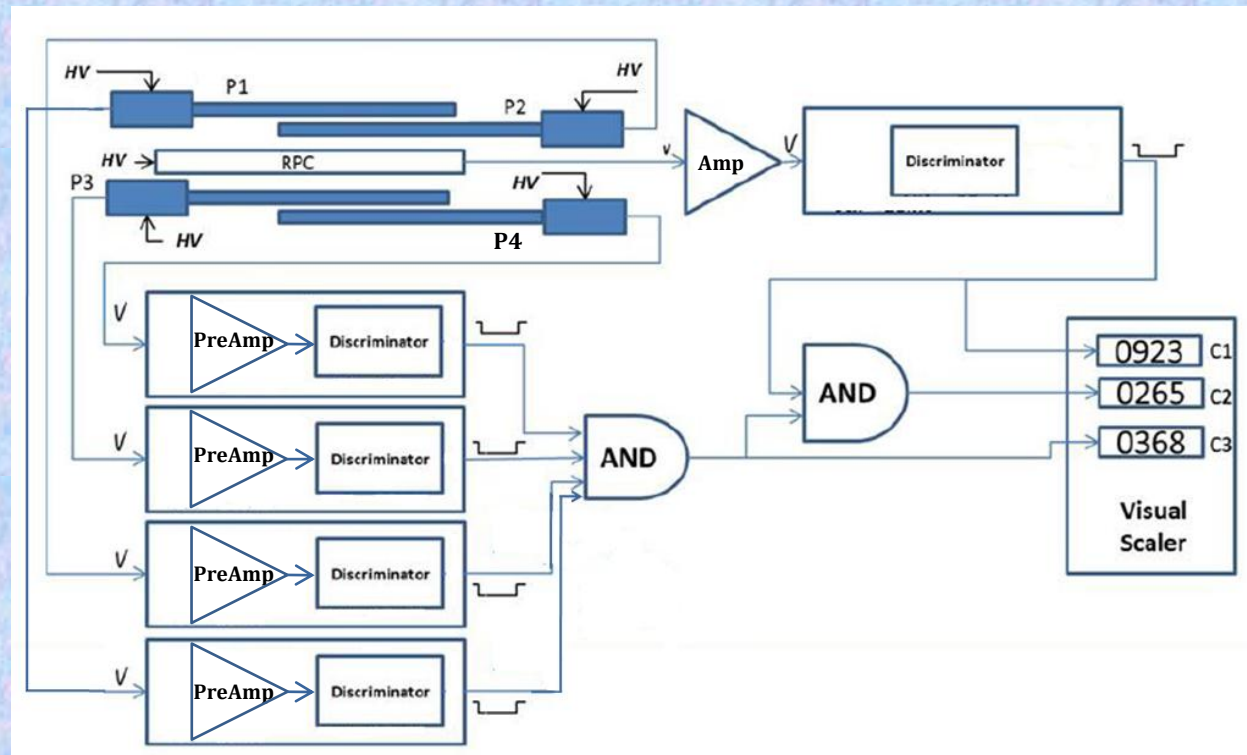 HV
P1
P2
HV
HV
RPC
v
Amp
V
Discriminator
P3
HV
HV
P4
V
PreAmp
Discriminator
V
PreAmp
Discriminator
V
PreAmp
Discriminator
V
PreAmp
Discriminator
AND
AND
0923 C1
0265 C2
0368 C3
Visual
Scaler